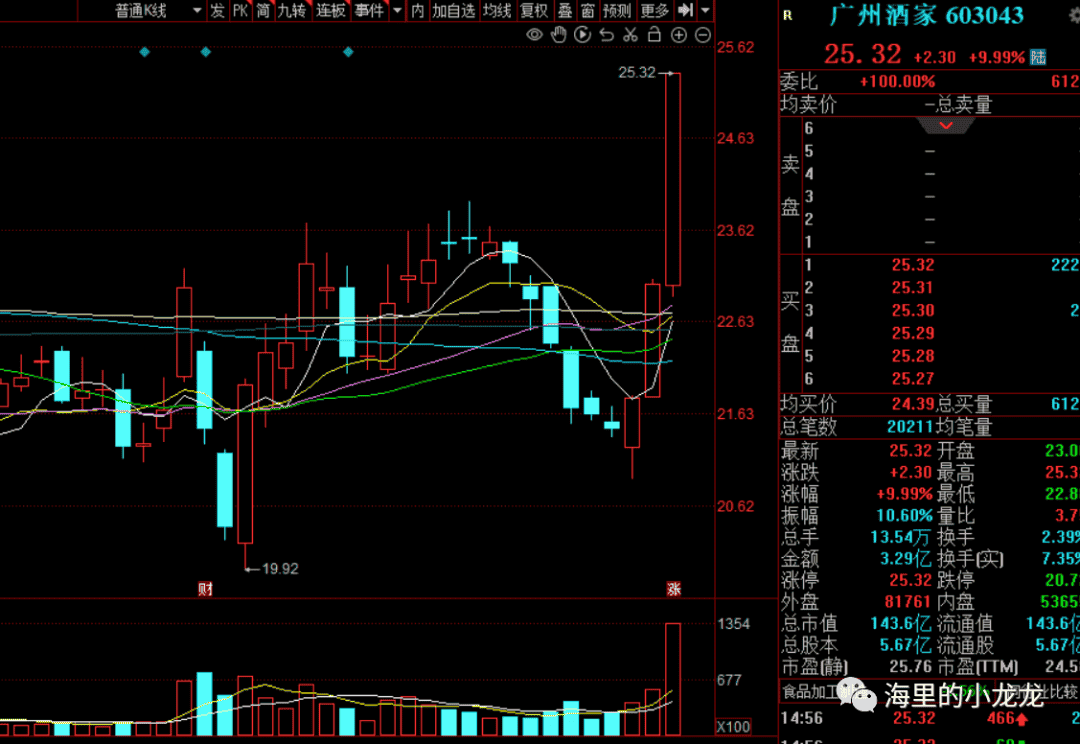 普通K线 发 PK 简 九转 连板 事件 内 加自选 均线 复权 叠 窗 预测 更多
R 广州酒家 603043
25.32 +2.30 +9.99% 陆
委比 +100.00% 612
均卖价 –总卖量
卖盘
6
5 –
4 –
3 –
2 –
1 –
买盘
1 25.32 222
2 25.31
3 25.30 2
4 25.29
5 25.28
6 25.27
均买价 24.39 总买量 612
总笔数 20211 均笔量
最新 25.32 开盘 23.0
涨跌 +2.30 最高 25.3
涨幅 +9.99% 最低 22.8
振幅 10.60% 量比 3.7
总手 13.54万 换手 2.39%
金额 3.29亿 换手(实) 7.35%
涨停 25.32 跌停 20.7
外盘 81761 内盘 5365
总市值 143.6亿 流通值 143.6亿
总股本 5.67亿 流通股 5.67亿
市盈(静) 25.76 市盈(TTM) 24.5
食品加工 业比较
海里的小龙龙
14:56 25.32 466 2
25.62
24.63
23.62
22.63
21.63
20.62
25.32
19.92
财
涨
1354
677
X100